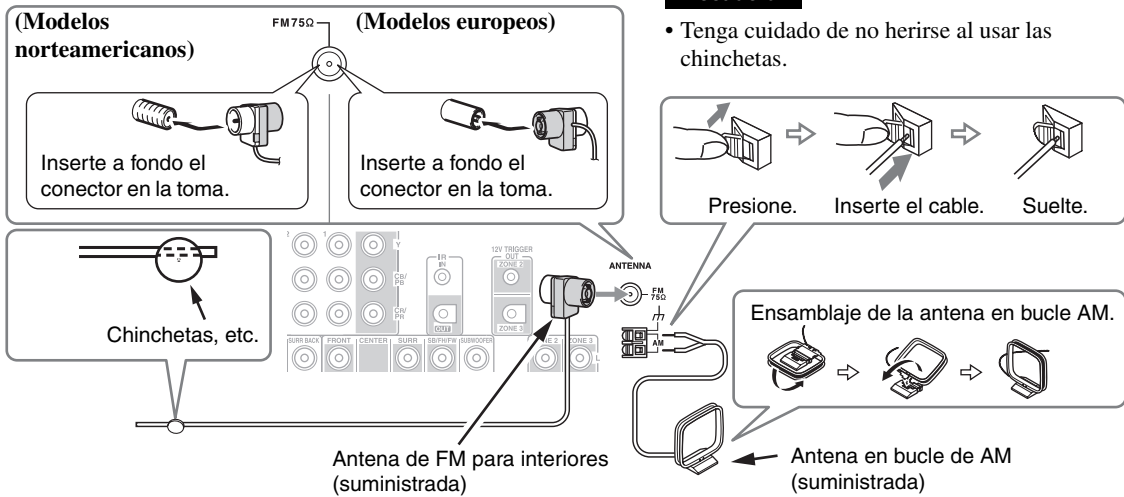 (Modelos
norteamericanos)
FM 75Ω
(Modelos europeos)
Inserte a fondo el
conector en la toma.
Inserte a fondo el
conector en la toma.
• Tenga cuidado de no herirse al usar las
chinchetas.
Presione.
Inserte el cable.
Suelte.
Chinchetas, etc.
1
Y
CB/
PB
CR/
PR
IR
IN
OUT
12V TRIGGER
OUT
ZONE 2
ZONE 3
ANTENNA
FM
75Ω
AM
SURR BACK
FRONT
CENTER
SURR
SB/FH/FW
SUBWOOFER
ZONE 3
L
Ensamblaje de la antena en bucle AM.
Antena de FM para interiores
(suministrada)
Antena en bucle de AM
(suministrada)